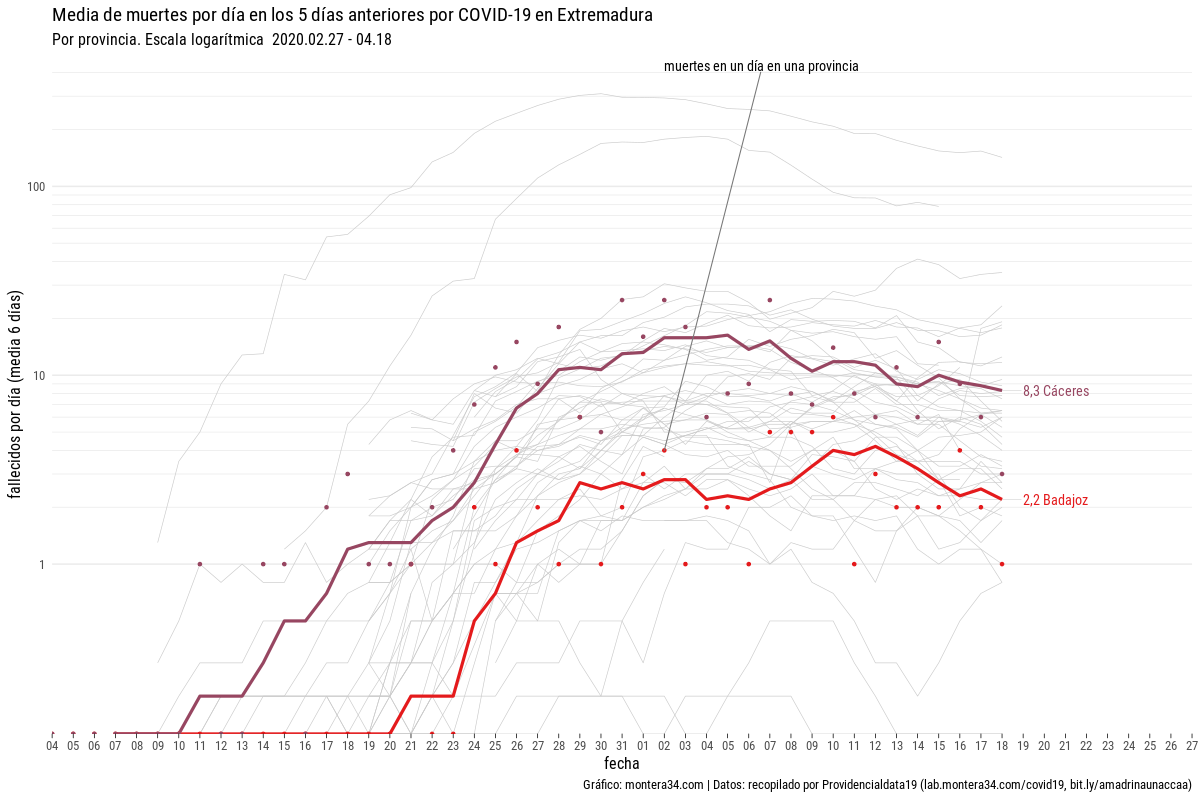 Media de muertes por día en los 5 días anteriores por COVID-19 en Extremadura
Por provincia. Escala logarítmica  2020.02.27 - 04.18
muertes en un día en una provincia
fallecidos por día (media 6 días)
100
10
1
8,3 Cáceres
2,2 Badajoz
04 05 06 07 08 09 10 11 12 13 14 15 16 17 18 19 20 21 22 23 24 25 26 27 28 29 30 31 01 02 03 04 05 06 07 08 09 10 11 12 13 14 15 16 17 18 19 20 21 22 23 24 25 26 27
fecha
Gráfico: montera34.com | Datos: recopilado por Providencialdata19 (lab.montera34.com/covid19, bit.ly/amadrinaunaccaa)